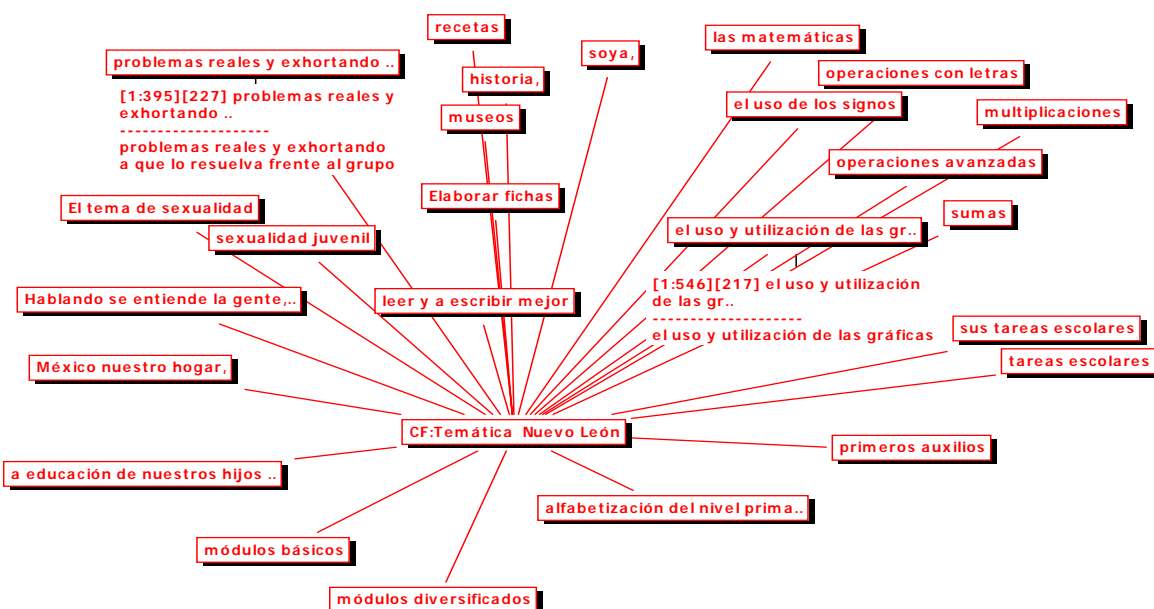 recetas
las matemáticas
soya,
problemas reales y exhortando ..
historia,
operaciones con letras
[1:395][227] problemas reales y
exhortando ..
--------------------
problemas reales y exhortando
a que lo resuelva frente al grupo
museos
el uso de los signos
multiplicaciones
operaciones avanzadas
Elaborar fichas
El tema de sexualidad
sumas
sexualidad juvenil
el uso y utilización de las gr..
[1:546][217] el uso y utilización
de las gr..
--------------------
el uso y utilización de las gráficas
Hablando se entiende la gente,..
leer y a escribir mejor
sus tareas escolares
tareas escolares
México nuestro hogar,
CF:Temática Nuevo León
primeros auxilios
a educación de nuestros hijos ..
alfabetización del nivel prima..
módulos básicos
módulos diversificados